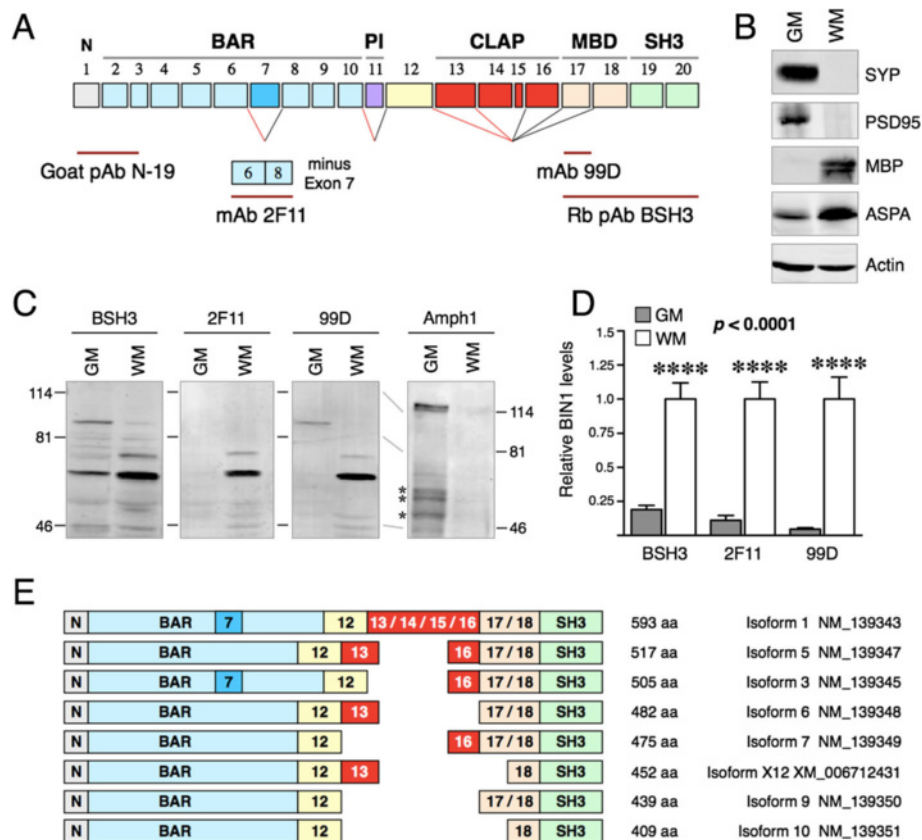 A
N BAR PI CLAP MBD SH3
1 2 3 4 5 6 7 8 9 10 11 12 13 14 15 16 17 18 19 20
Goat pAb N-19
6 8
minus
Exon 7
mAb 2F11
mAb 99D
Rb pAb BSH3
B
GM WM
SYP
PSD95
MBP
ASPA
Actin
C
BSH3 2F11 99D Amph1
GM WM GM WM GM WM GM WM
114
81
46
114
81
46
*
*
*
D
GM
WM
p < 0.0001
Relative BIN1 levels
1.5
1.25
1.0
0.75
0.5
0.25
**** **** ****
BSH3 2F11 99D
E
N BAR 7 12 13 / 14 / 15 / 16 17 / 18 SH3 593 aa Isoform 1 NM_139343
N BAR 12 13 16 17 / 18 SH3 517 aa Isoform 5 NM_139347
N BAR 7 12 16 17 / 18 SH3 505 aa Isoform 3 NM_139345
N BAR 12 13 17 / 18 SH3 482 aa Isoform 6 NM_139348
N BAR 12 16 17 / 18 SH3 475 aa Isoform 7 NM_139349
N BAR 12 13 18 SH3 452 aa Isoform X12 XM_006712431
N BAR 12 17 / 18 SH3 439 aa Isoform 9 NM_139350
N BAR 12 18 SH3 409 aa Isoform 10 NM_139351